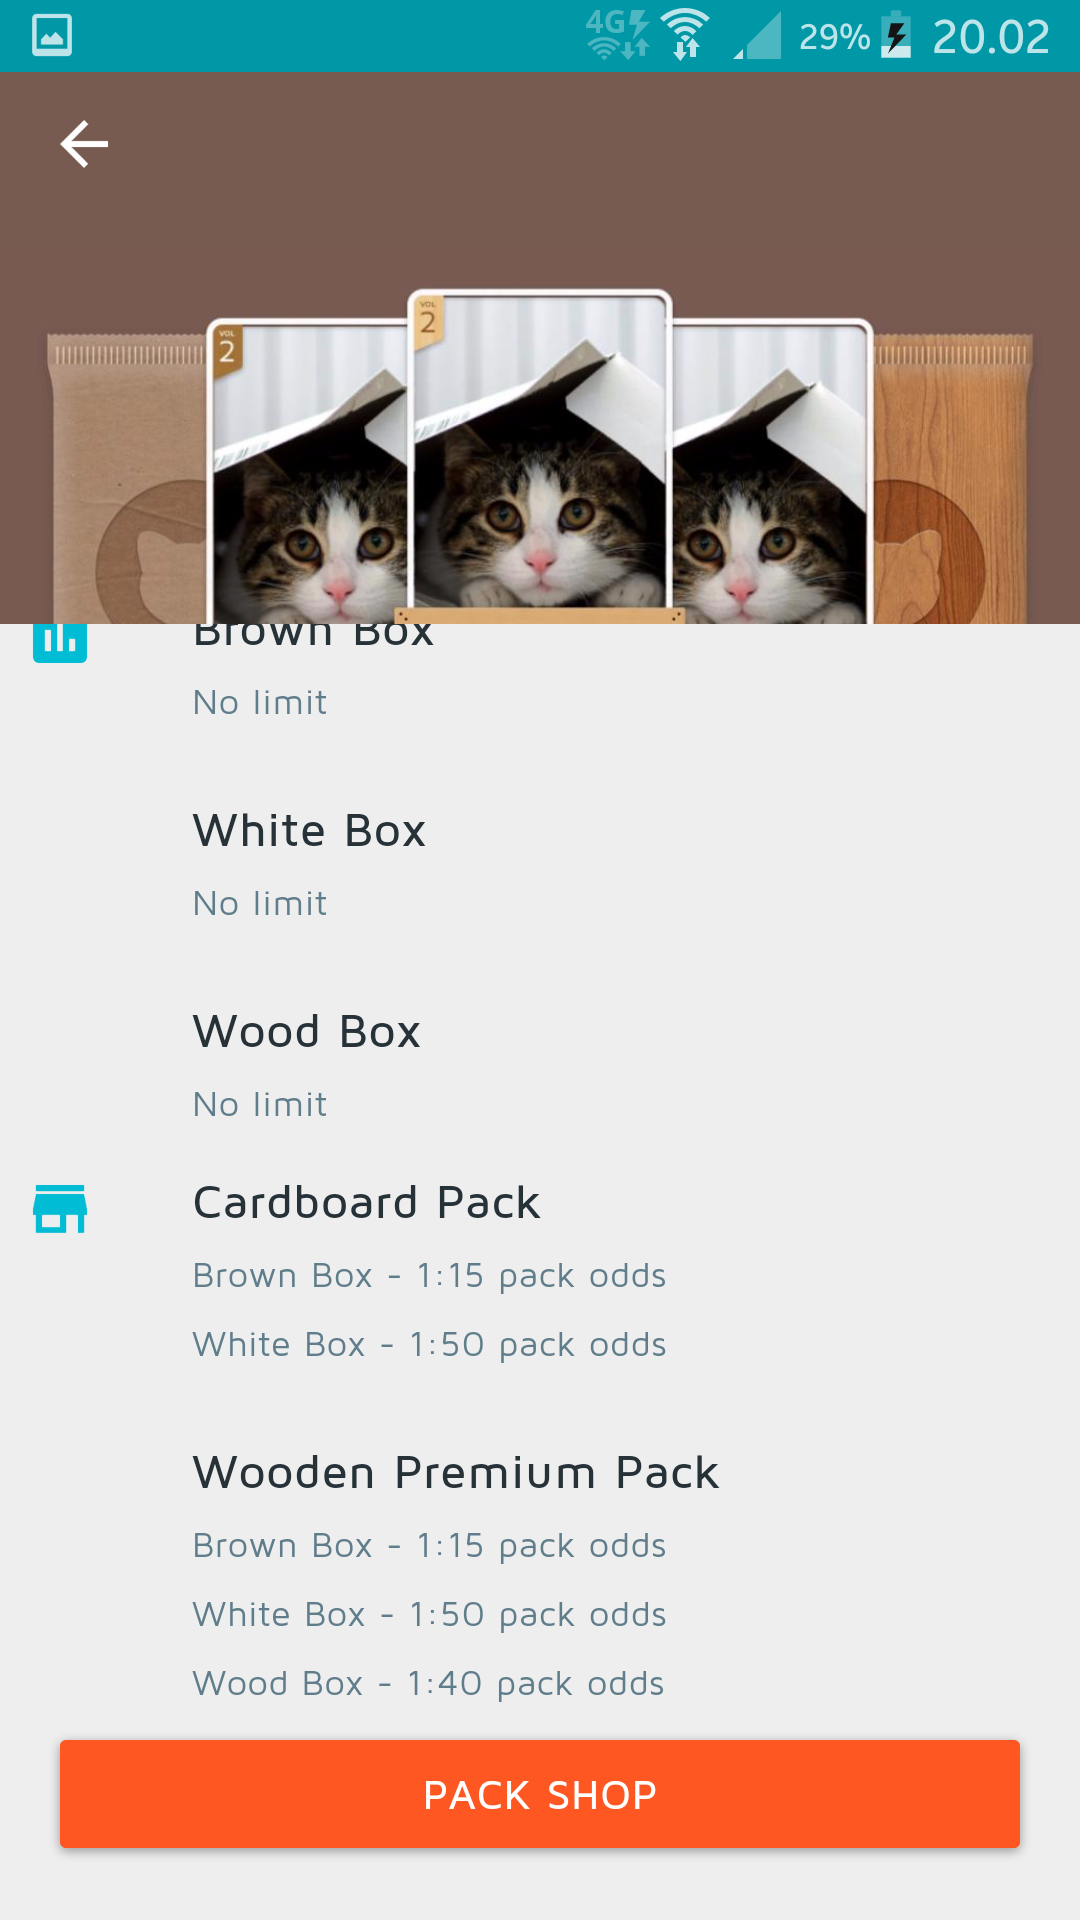 4G 29% 20.02
VOL 2
VOL 2
Brown Box
No limit
White Box
No limit
Wood Box
No limit
Cardboard Pack
Brown Box - 1:15 pack odds
White Box - 1:50 pack odds
Wooden Premium Pack
Brown Box - 1:15 pack odds
White Box - 1:50 pack odds
Wood Box - 1:40 pack odds
PACK SHOP